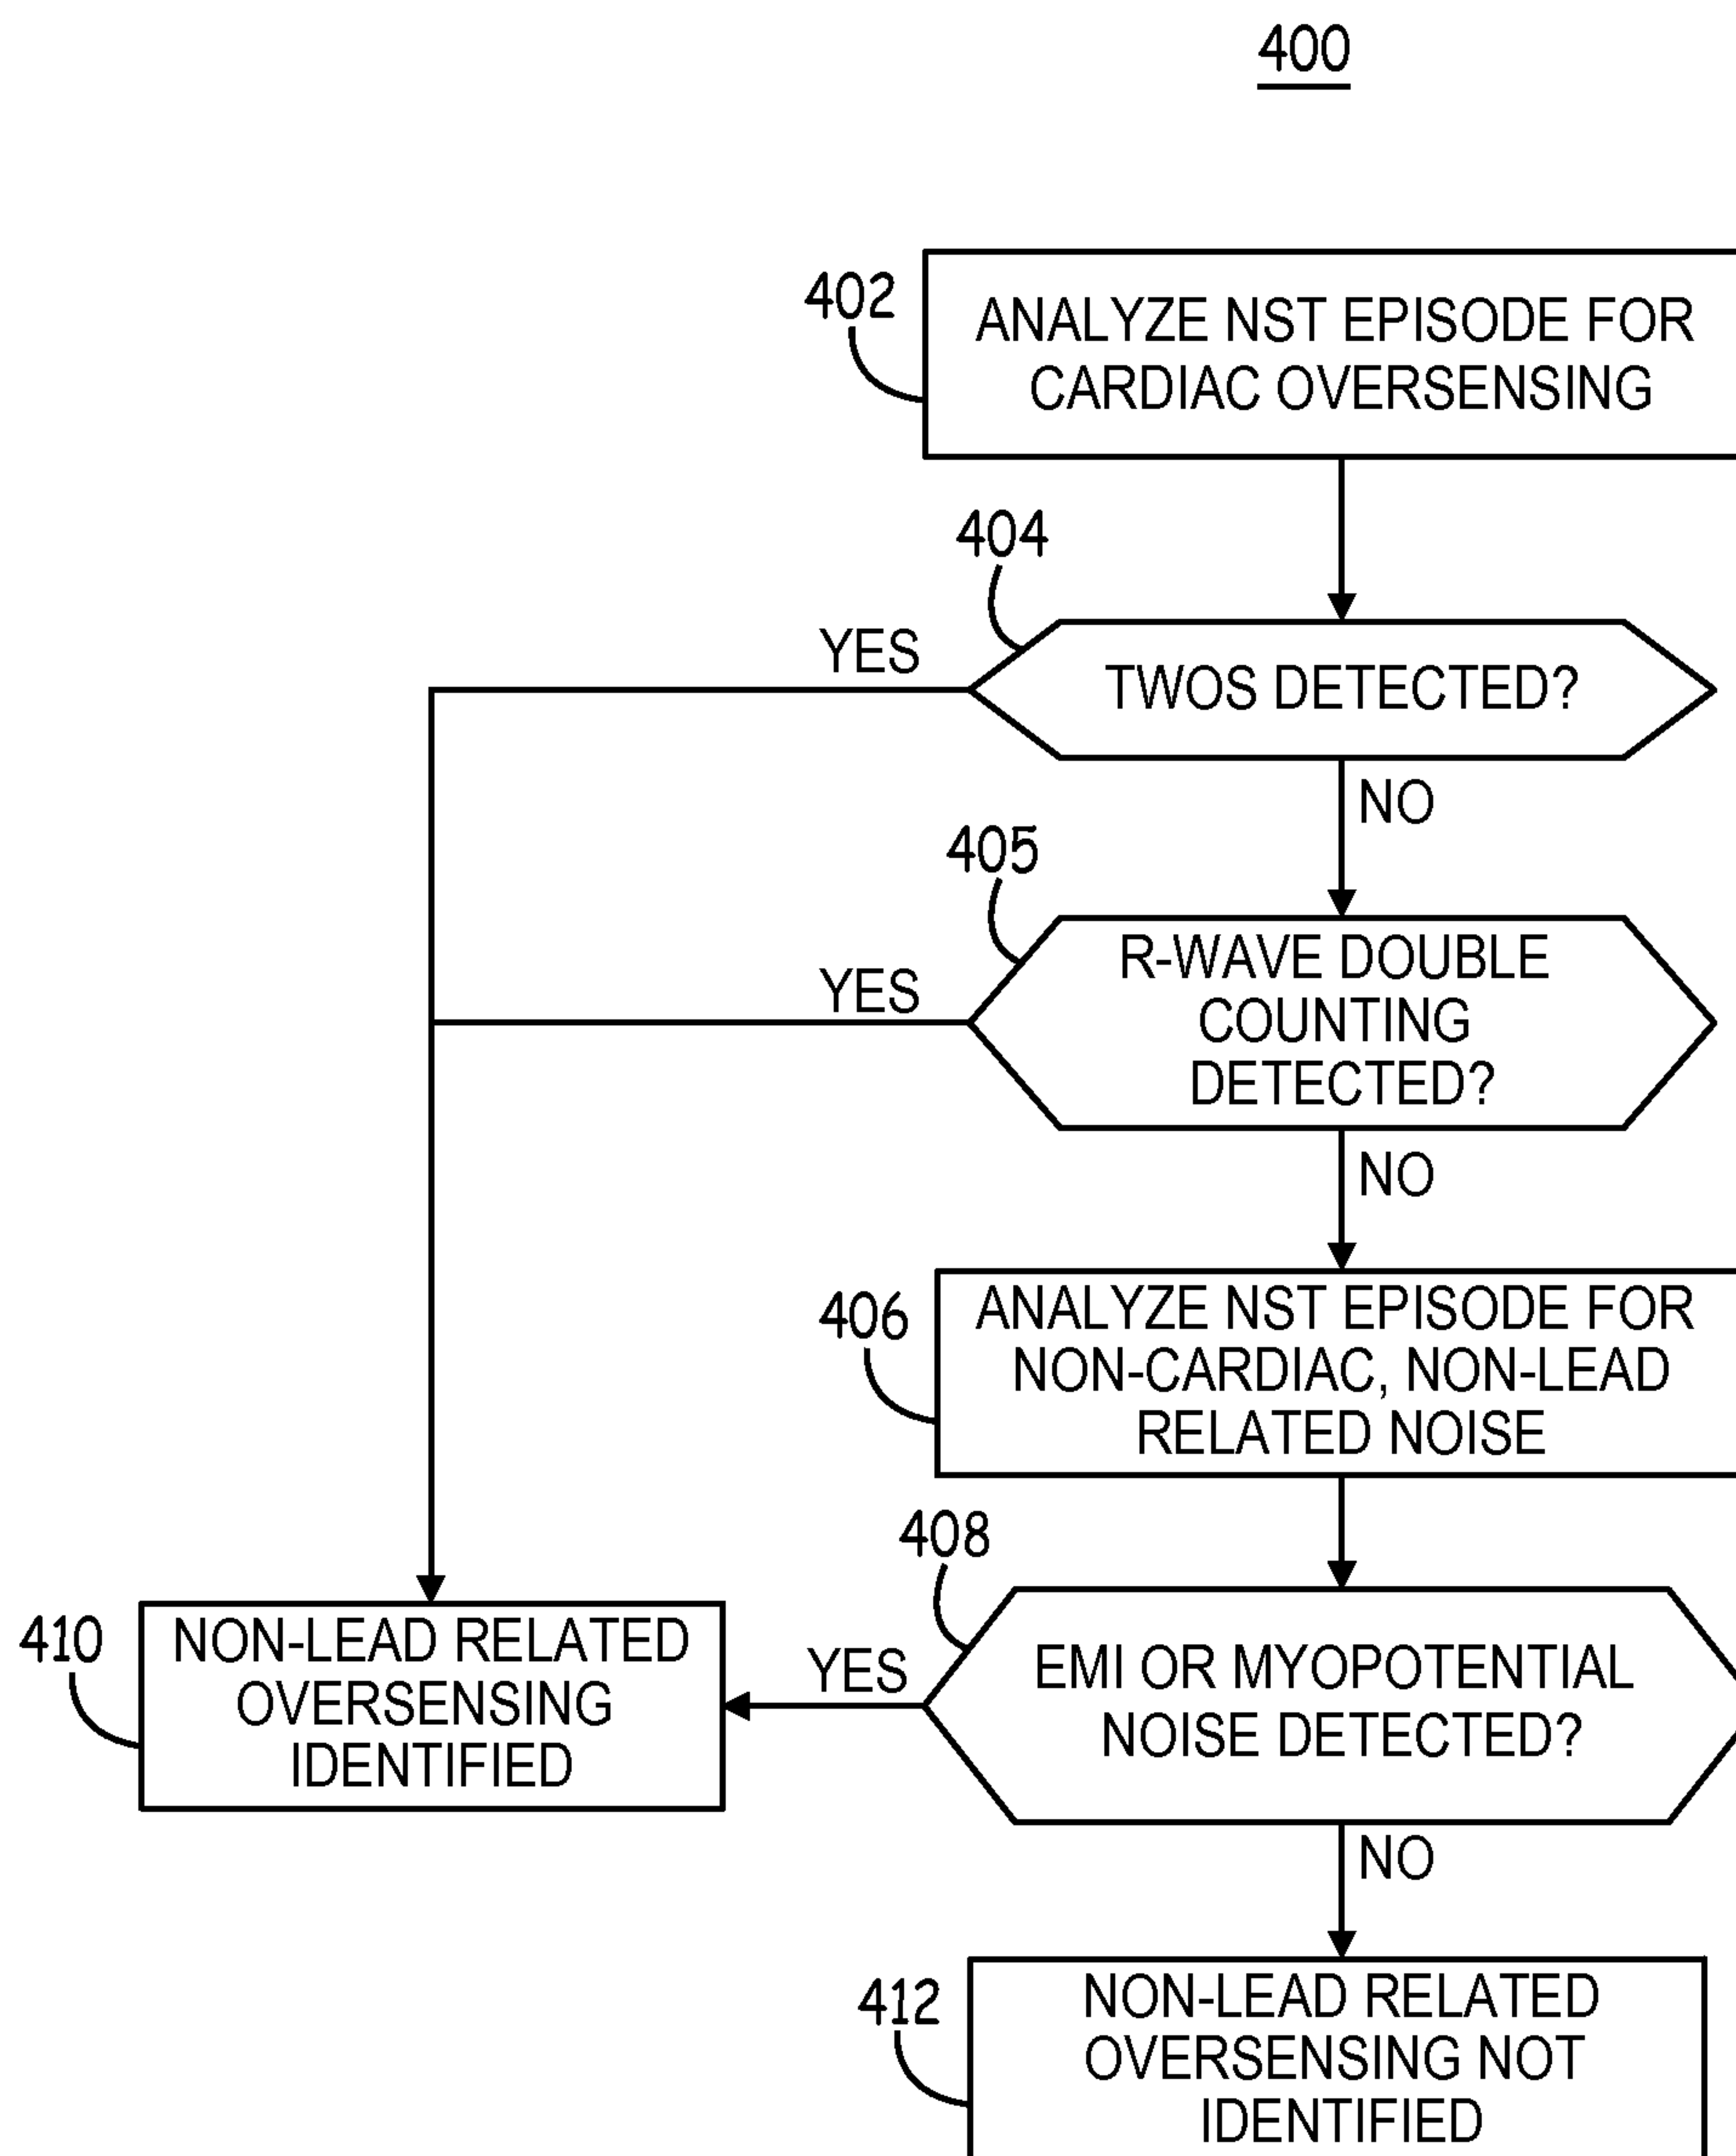 400
402
ANALYZE NST EPISODE FOR
CARDIAC OVERSENSING
404
YES
TWOS DETECTED?
NO
405
YES
R-WAVE DOUBLE
COUNTING
DETECTED?
NO
406
ANALYZE NST EPISODE FOR
NON-CARDIAC, NON-LEAD
RELATED NOISE
408
YES
EMI OR MYOPOTENTIAL
NOISE DETECTED?
410
NON-LEAD RELATED
OVERSENSING
IDENTIFIED
NO
412
NON-LEAD RELATED
OVERSENSING NOT
IDENTIFIED